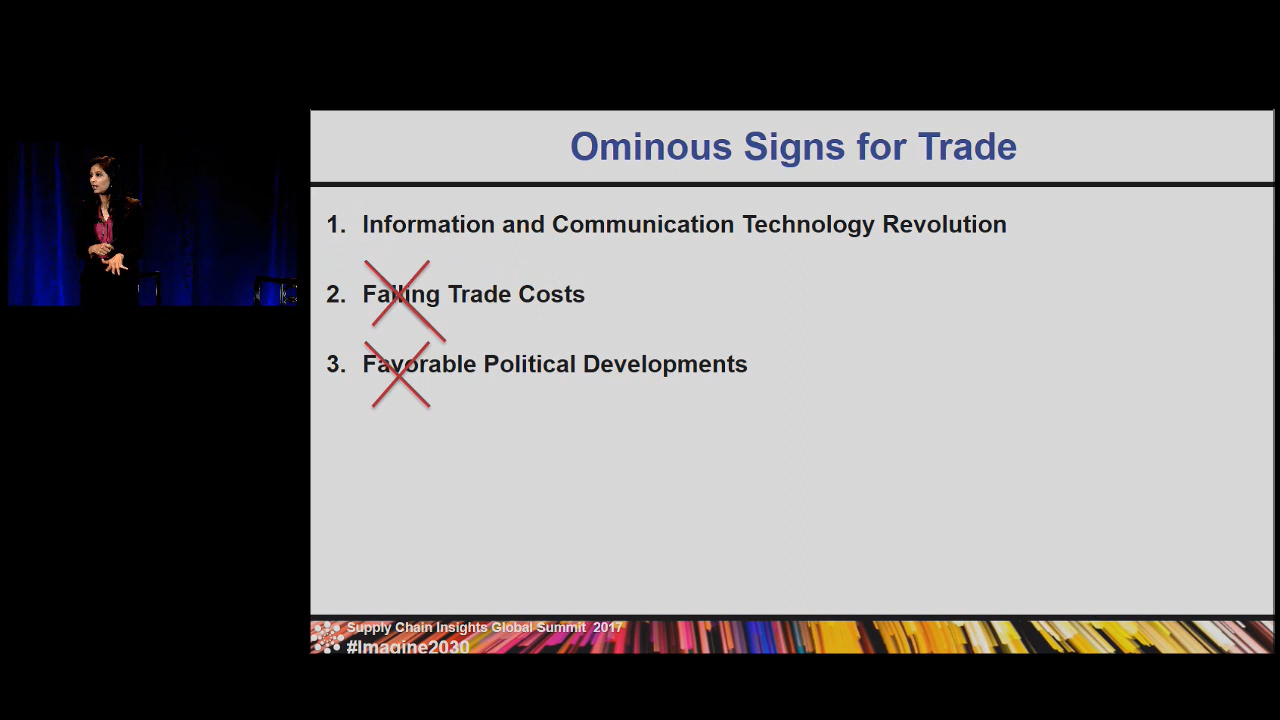 Ominous Signs for Trade
1. Information and Communication Technology Revolution
2. Falling Trade Costs
3. Favorable Political Developments
Supply Chain Insights Global Summit 2017
#Imagine2030